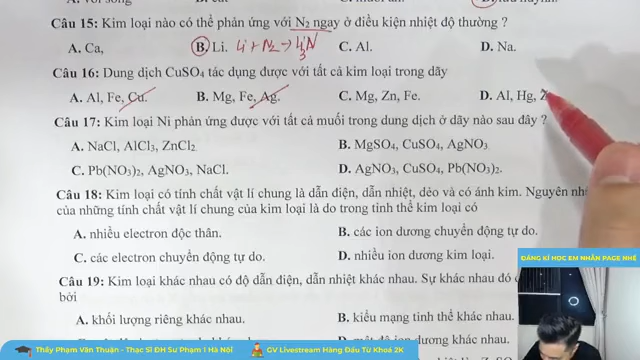 Câu 15: Kim loại nào có thể phản ứng với N2 ngay ở điều kiện nhiệt độ thường ?
A. Ca, B. Li. Li + N2 → Li3N C. Al. D. Na.
Câu 16: Dung dịch CuSO4 tác dụng được với tất cả kim loại trong dãy
A. Al, Fe, Cu. B. Mg, Fe, Ag. C. Mg, Zn, Fe. D. Al, Hg,
Câu 17: Kim loại Ni phản ứng được với tất cả muối trong dung dịch ở dãy nào sau đây ?
A. NaCl, AlCl3, ZnCl2 B. MgSO4, CuSO4, AgNO3
C. Pb(NO3)2, AgNO3, NaCl. D. AgNO3, CuSO4, Pb(NO3)2.
Câu 18: Kim loại có tính chất vật lí chung là dẫn điện, dẫn nhiệt, dẻo và có ánh kim. Nguyên
của những tính chất vật lí chung của kim loại là do trong tinh thể kim loại có
A. nhiều electron độc thân. B. các ion dương chuyển động tự do.
C. các electron chuyển động tự do. D. nhiều ion dương kim loại.
ĐĂNG KÍ HỌC EM NHẮN PAGE NHÉ
Câu 19: Kim loại khác nhau có độ dẫn điện, dẫn nhiệt khác nhau. Sự khác nhau đó
bởi
A. khối lượng riêng khác nhau. B. kiểu mạng tinh thể khác nhau.
dương khác nhau.
Thầy Phạm Văn Thuận - Thạc Sĩ ĐH Sư Phạm I Hà Nội GV Livestream Hàng Đầu Từ Khoá 2K